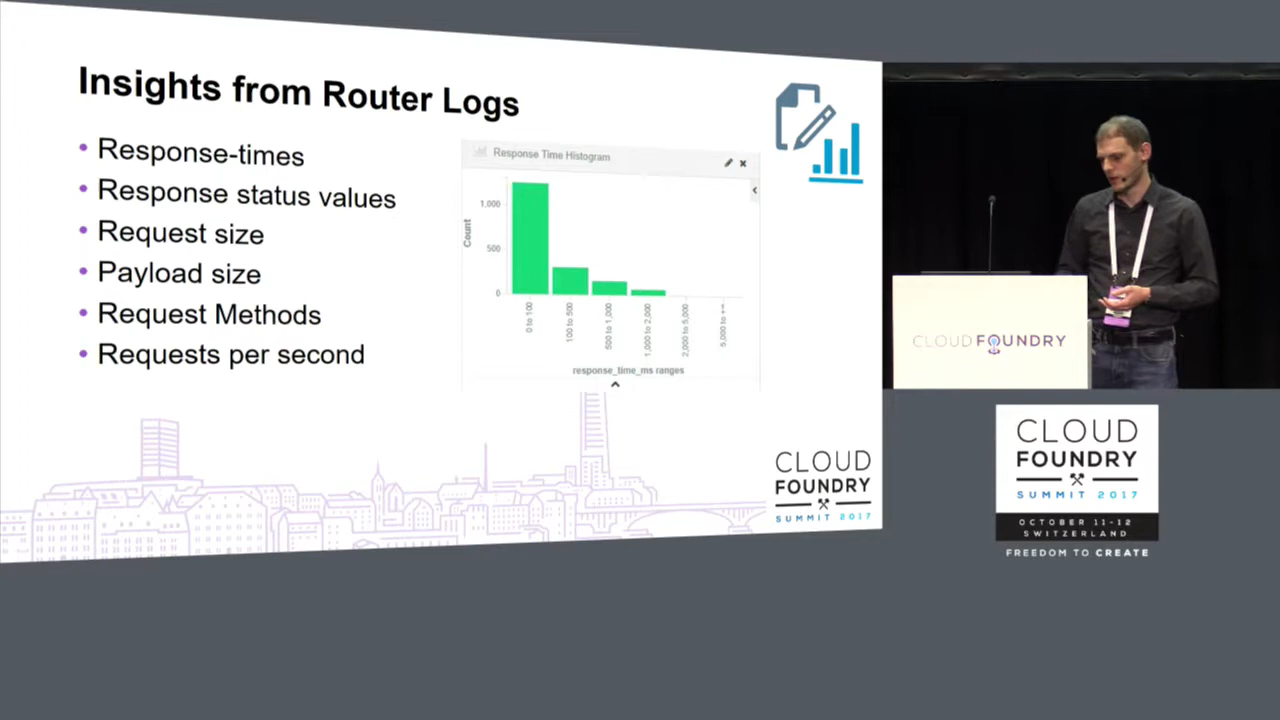 Insights from Router Logs
• Response-times
• Response status values
• Request size
• Payload size
• Request Methods
• Requests per second
Response Time Histogram
Count
1,000
500
0
0 to 100
100 to 500
500 to 1,000
1,000 to 2,000
2,000 to 5,000
5,000 to +∞
response_time_ms ranges
CLOUD
FOUNDRY
SUMMIT 2017
CLOUD FOUNDRY
CLOUD
FOUNDRY
SUMMIT 2017
OCTOBER 11-12
SWITZERLAND
FREEDOM TO CREATE